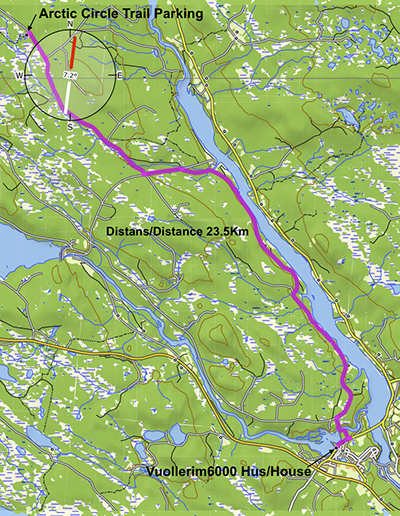 Arctic Circle Trail Parking
N
W
7.2°
E
S
Distans/Distance 23.5Km
Vuollerim6000 Hus/House